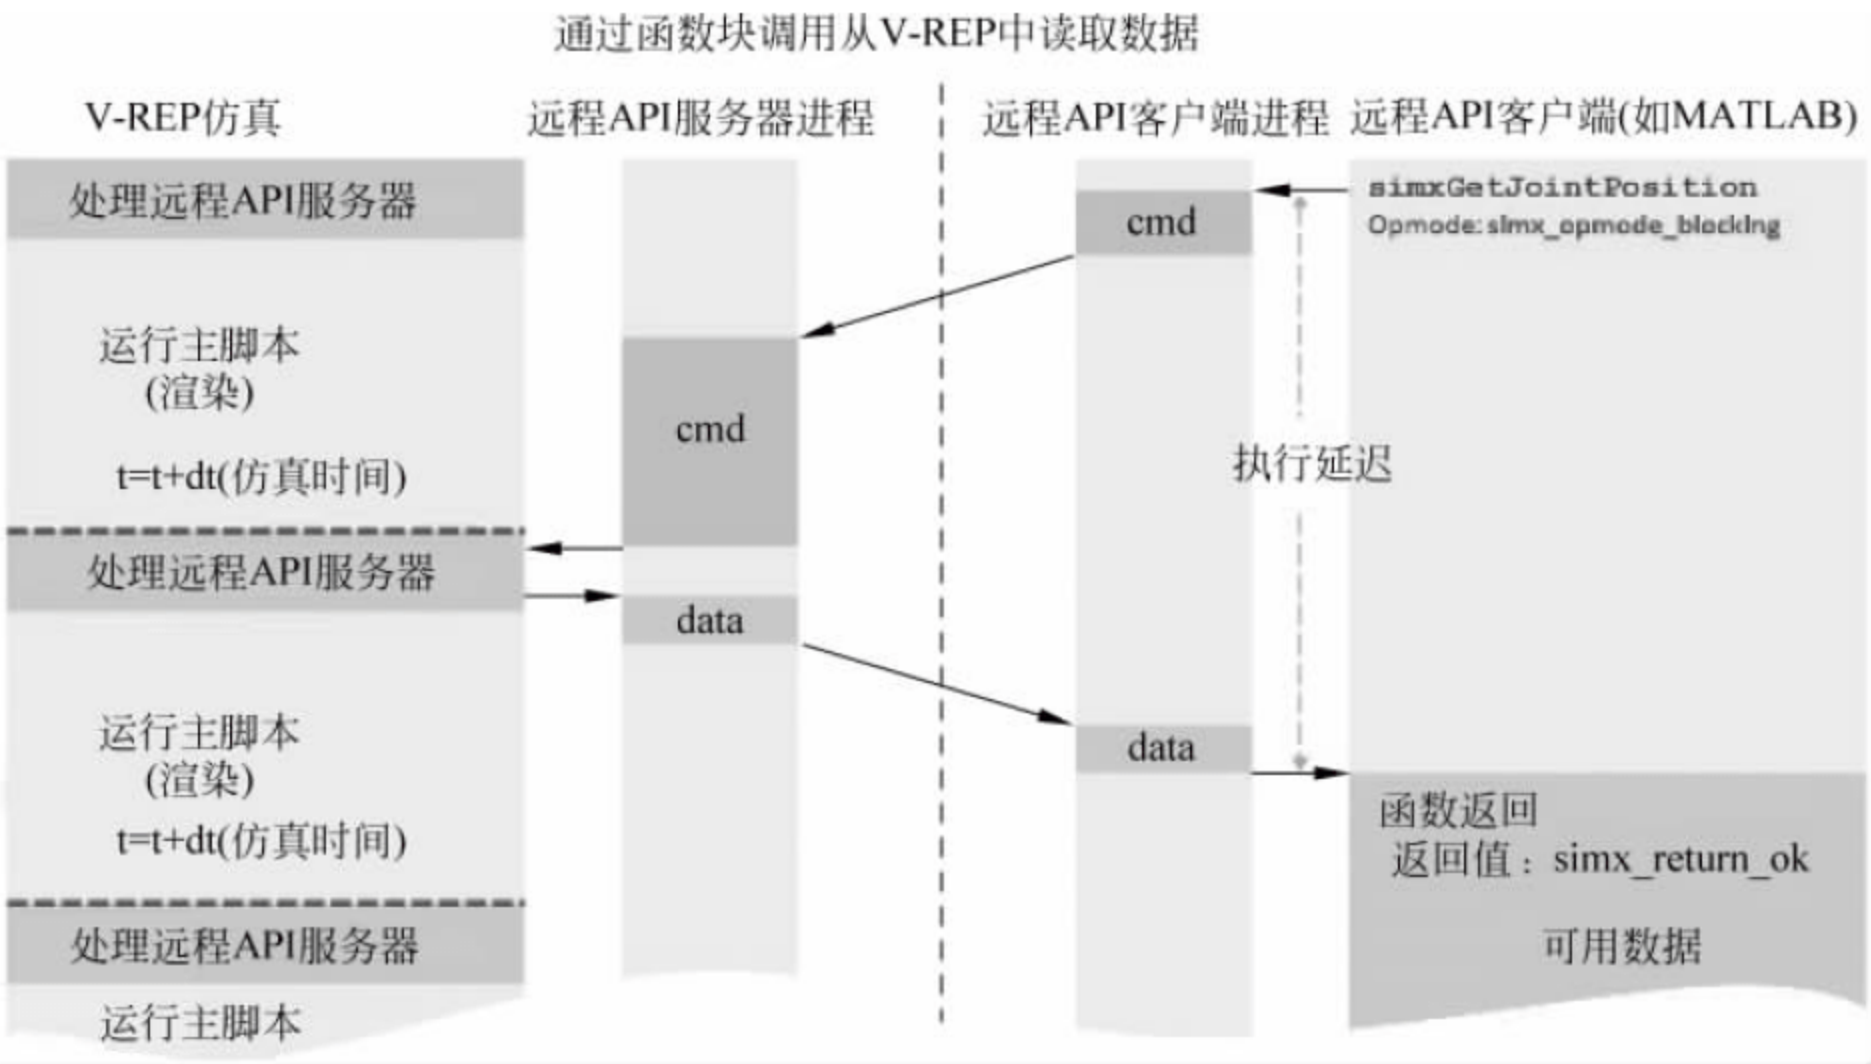 通过函数块调用从V-REP中读取数据
V-REP仿真
远程API服务器进程
远程API客户端进程
远程API客户端(如MATLAB)
处理远程API服务器
simxGetJointPosition
Opmode: simx_opmode_blocking
cmd
运行主脚本
(渲染)
cmd
执行延迟
t=t+dt(仿真时间)
处理远程API服务器
data
运行主脚本
(渲染)
data
t=t+dt(仿真时间)
函数返回
返回值：simx_return_ok
处理远程API服务器
可用数据
运行主脚本